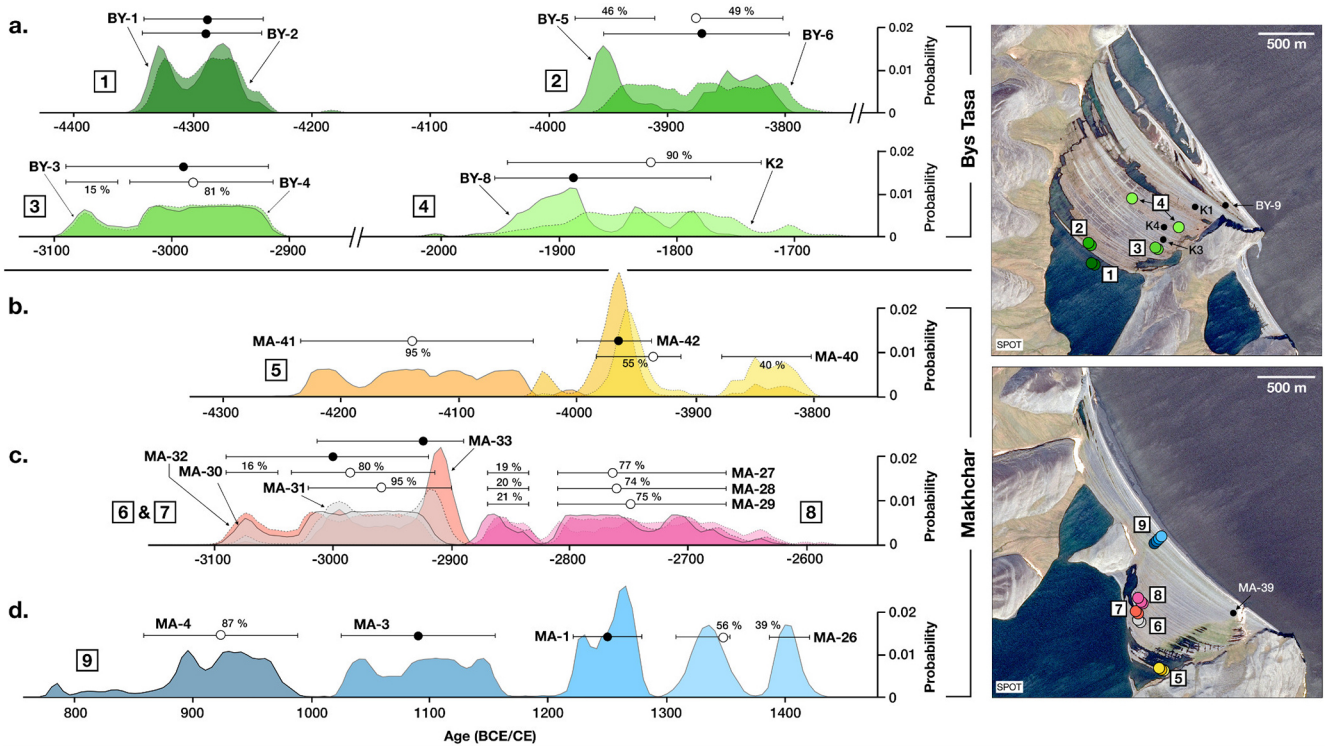 a.
BY-1
BY-2
1
BY-5
46 %
49 %
BY-6
2
0.02
0.01
0
Probability
-4400
-4300
-4200
-4100
-4000
-3900
-3800
BY-3
15 %
81 %
BY-4
3
BY-8
90 %
K2
4
0.02
0.01
0
Probability
-3100
-3000
-2900
-2000
-1900
-1800
-1700
Bys Tasa
b.
MA-41
95 %
5
MA-42
55 %
MA-40
40 %
0.02
0.01
0
Probability
-4300
-4200
-4100
-4000
-3900
-3800
c.
MA-32
MA-30
16 %
80 %
95 %
MA-31
MA-33
6 & 7
19 %
20 %
21 %
77 %
74 %
75 %
MA-27
MA-28
MA-29
8
0.02
0.01
0
Probability
-3100
-3000
-2900
-2800
-2700
-2600
Makhchar
d.
MA-4
87 %
MA-3
MA-1
56 %
39 %
MA-26
9
0.02
0.01
0
Probability
800
900
1000
1100
1200
1300
1400
Age (BCE/CE)
500 m
4
K1
BY-9
K4
2
3
K3
1
SPOT
500 m
9
MA-39
8
7
6
5
SPOT